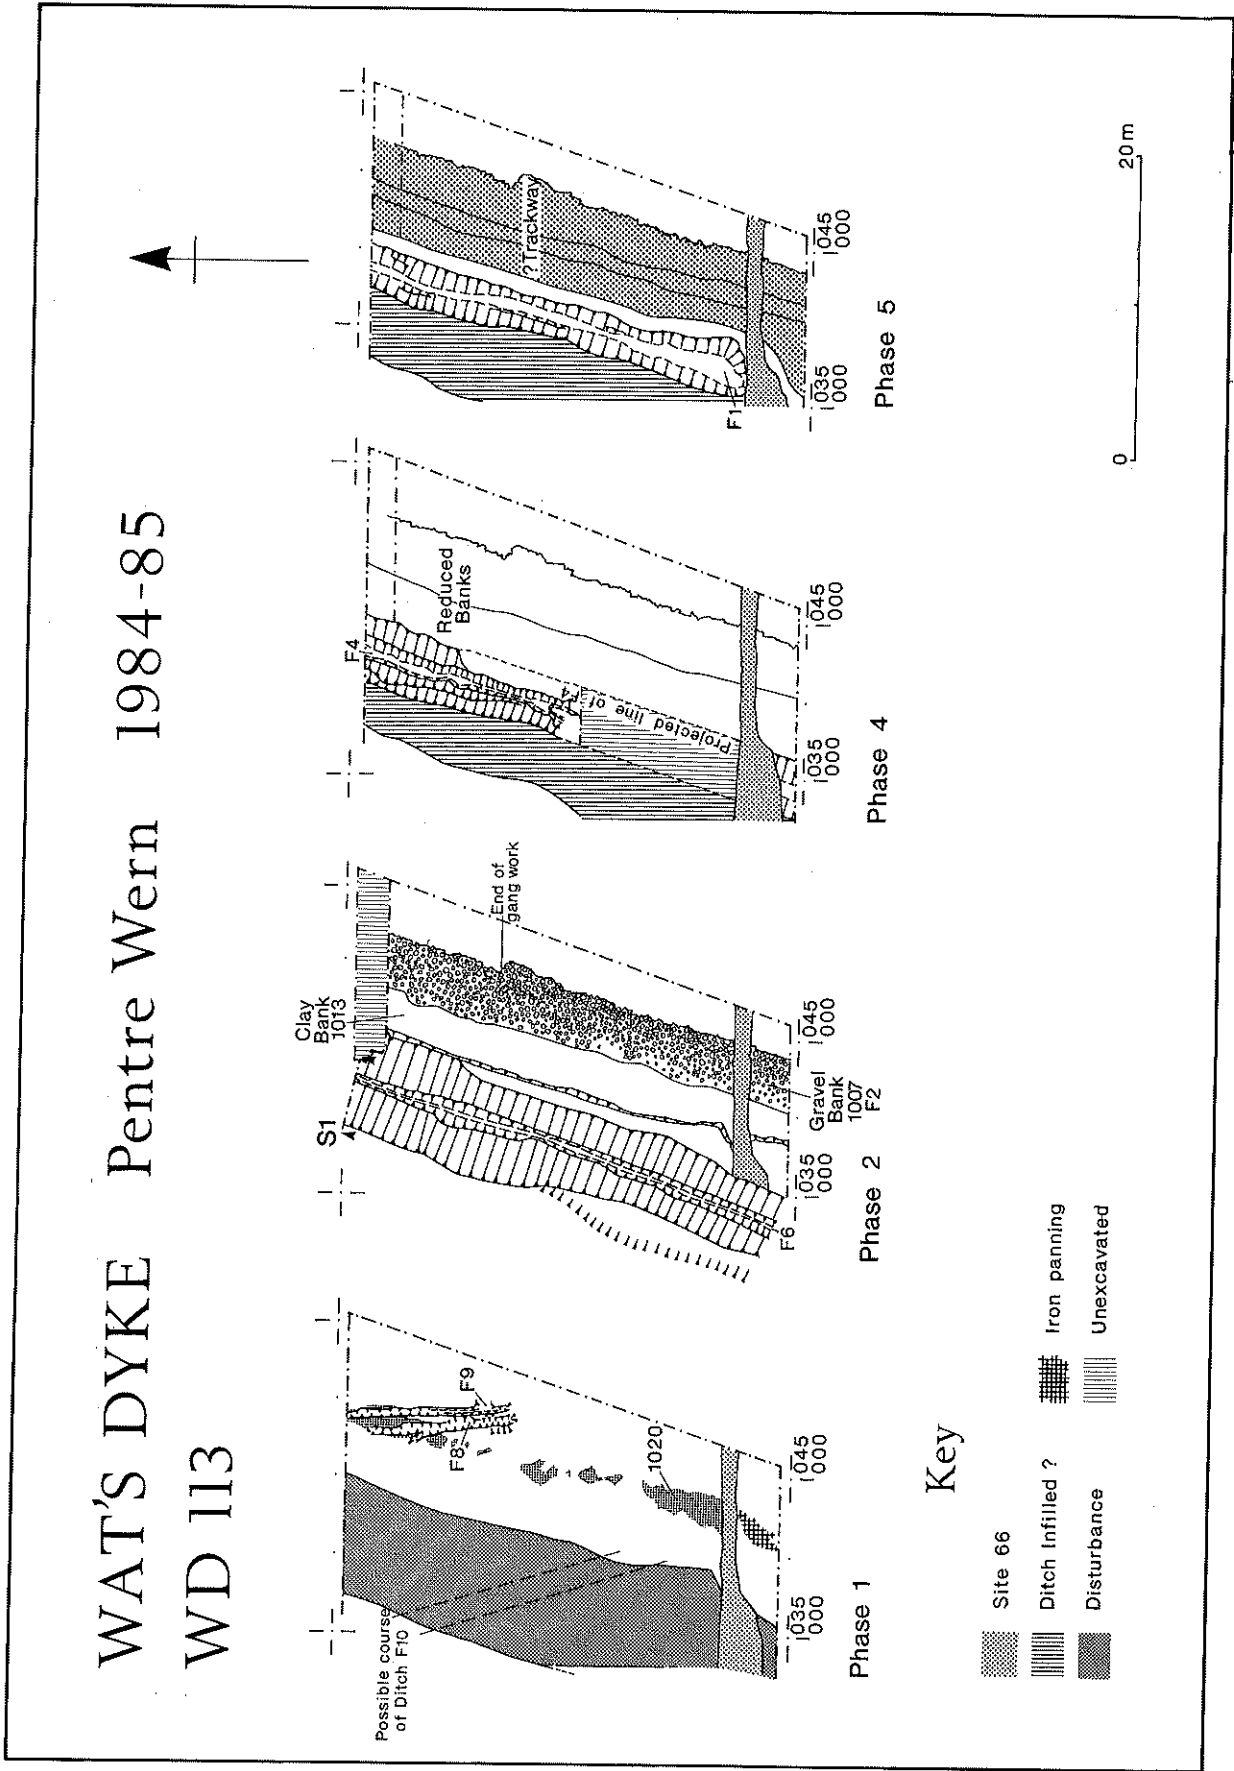 WAT'S DYKE Pentre Wern 1984-85
WD 113
Possible course
of Ditch F10
F8
F9
1020
1035
000
1045
000
Phase 1
S1
Clay
Bank
1013
End of
gang work
Gravel
Bank
1007
F2
F6
1035
000
1045
000
Phase 2
F4
Reduced
Banks
Projected line of F4
1035
000
1045
000
Phase 4
?Trackway
F1
1035
000
1045
000
Phase 5
Key
Site 66
Ditch Infilled ?
Disturbance
Iron panning
Unexcavated
0
20m